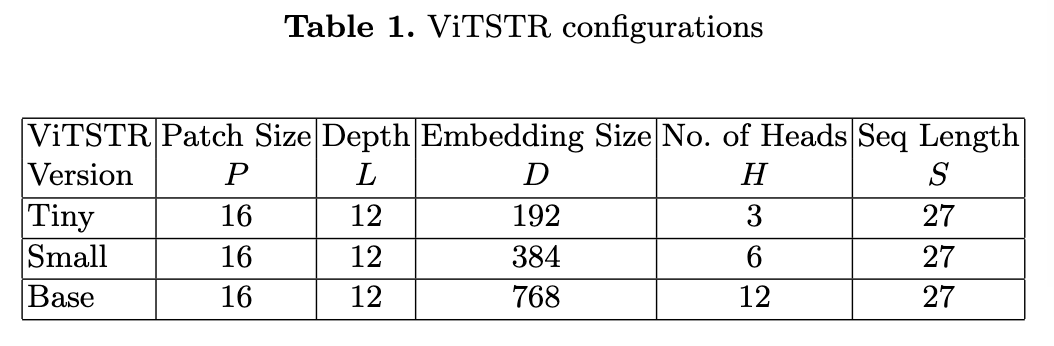 Table 1. ViTSTR configurations
ViTSTR Patch Size Depth Embedding Size No. of Heads Seq Length
Version P L D H S
Tiny 16 12 192 3 27
Small 16 12 384 6 27
Base 16 12 768 12 27